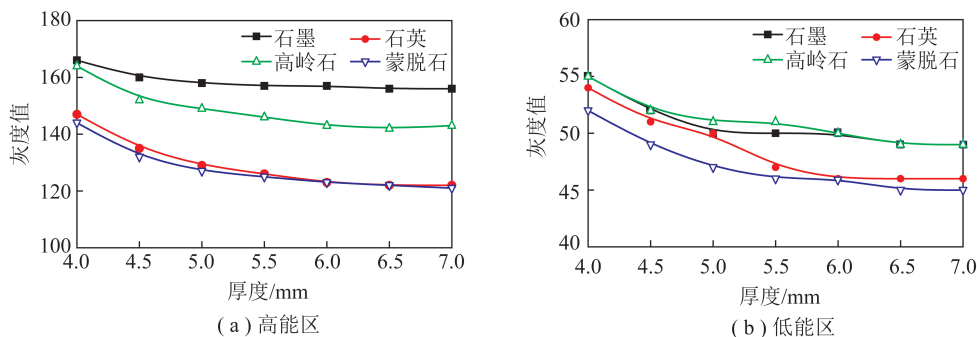 180
160
140
120
100
灰度值
石墨 石英
高岭石 蒙脱石
4.0 4.5 5.0 5.5 6.0 6.5 7.0
厚度/mm
( a ) 高能区
60
55
50
45
40
灰度值
石墨 石英
高岭石 蒙脱石
4.0 4.5 5.0 5.5 6.0 6.5 7.0
厚度/mm
( b ) 低能区